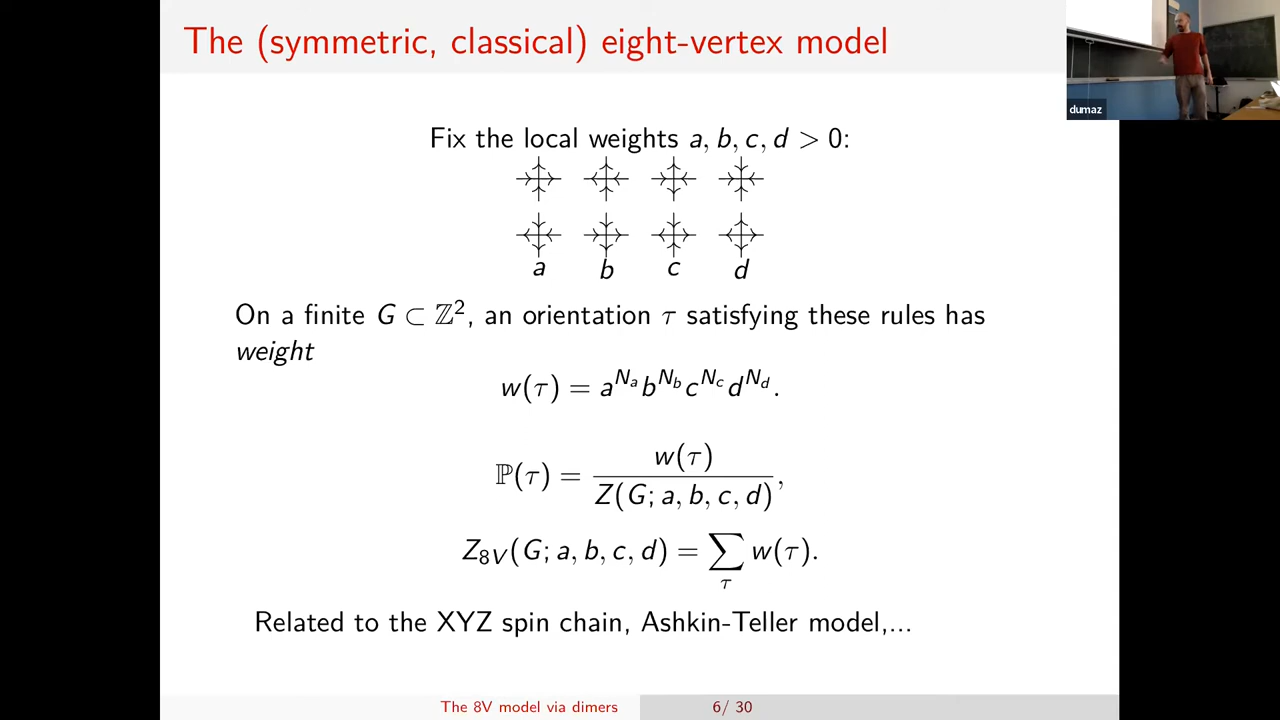 The (symmetric, classical) eight-vertex model
dumaz
Fix the local weights a, b, c, d > 0:
a b c d
On a finite G ⊂ ℤ², an orientation τ satisfying these rules has
weight
w(τ) = a^{N_a} b^{N_b} c^{N_c} d^{N_d}.
ℙ(τ) = w(τ) / Z(G; a, b, c, d),
Z_{8V}(G; a, b, c, d) = ∑_τ w(τ).
Related to the XYZ spin chain, Ashkin-Teller model,...
The 8V model via dimers 6/ 30